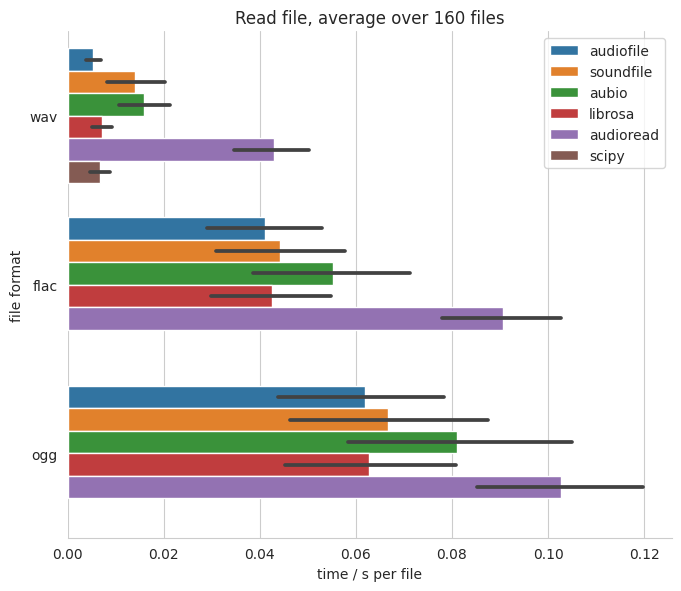 Read file, average over 160 files
audiofile
soundfile
aubio
librosa
audioread
scipy
wav
flac
ogg
file format
0.00 0.02 0.04 0.06 0.08 0.10 0.12
time / s per file